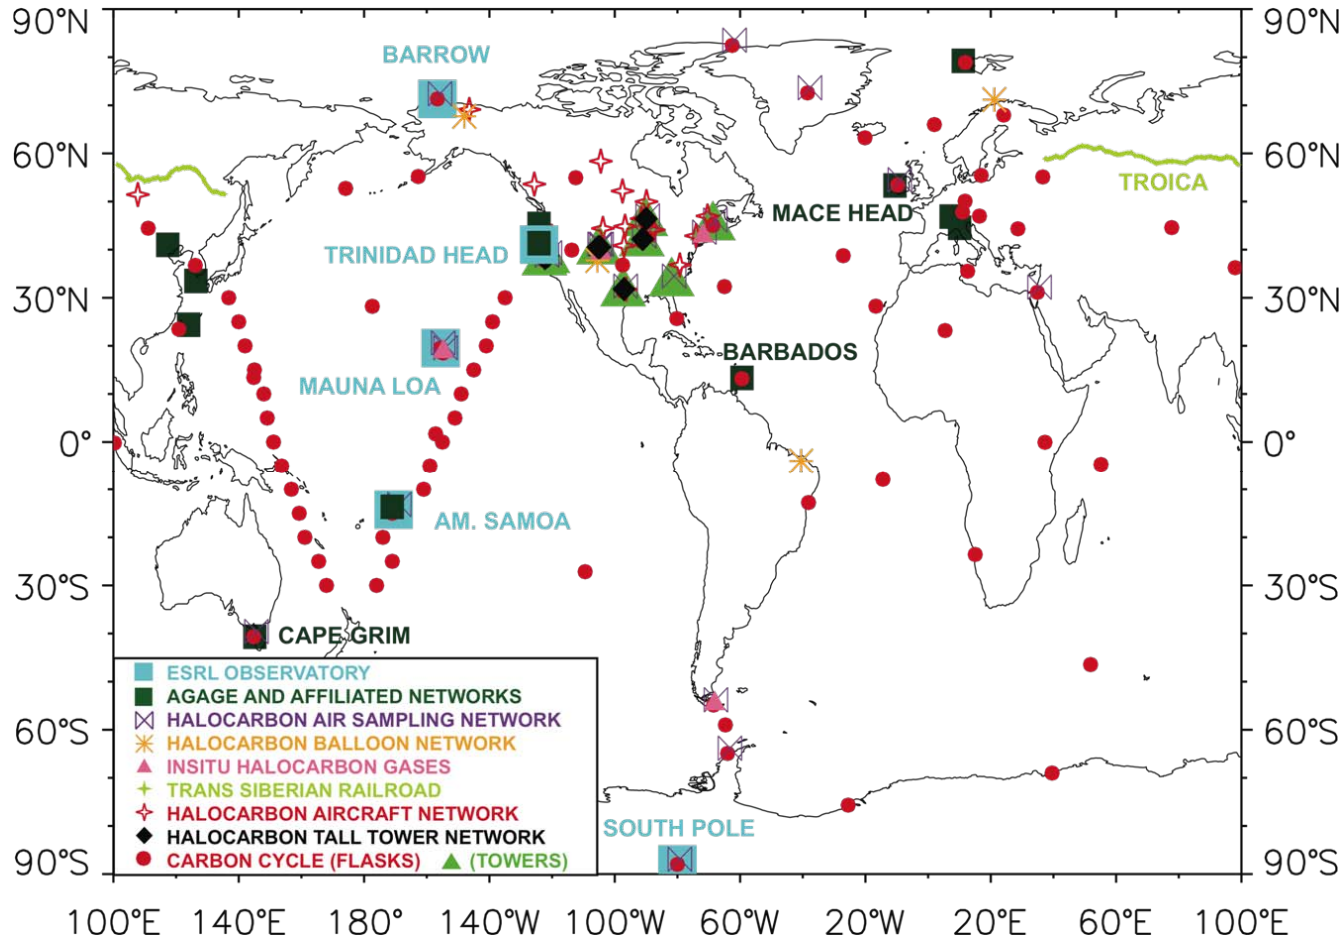 90°N 90°N
BARROW
60°N 60°N
TROICA
MACE HEAD
TRINIDAD HEAD
30°N 30°N
BARBADOS
MAUNA LOA
0° 0°
AM. SAMOA
30°S 30°S
CAPE GRIM
ESRL OBSERVATORY
AGAGE AND AFFILIATED NETWORKS
HALOCARBON AIR SAMPLING NETWORK
60°S 60°S
HALOCARBON BALLOON NETWORK
INSITU HALOCARBON GASES
TRANS SIBERIAN RAILROAD
HALOCARBON AIRCRAFT NETWORK
SOUTH POLE
HALOCARBON TALL TOWER NETWORK
CARBON CYCLE (FLASKS) (TOWERS)
90°S 90°S
100°E 140°E 180° 140°W 100°W 60°W 20°W 20°E 60°E 100°E